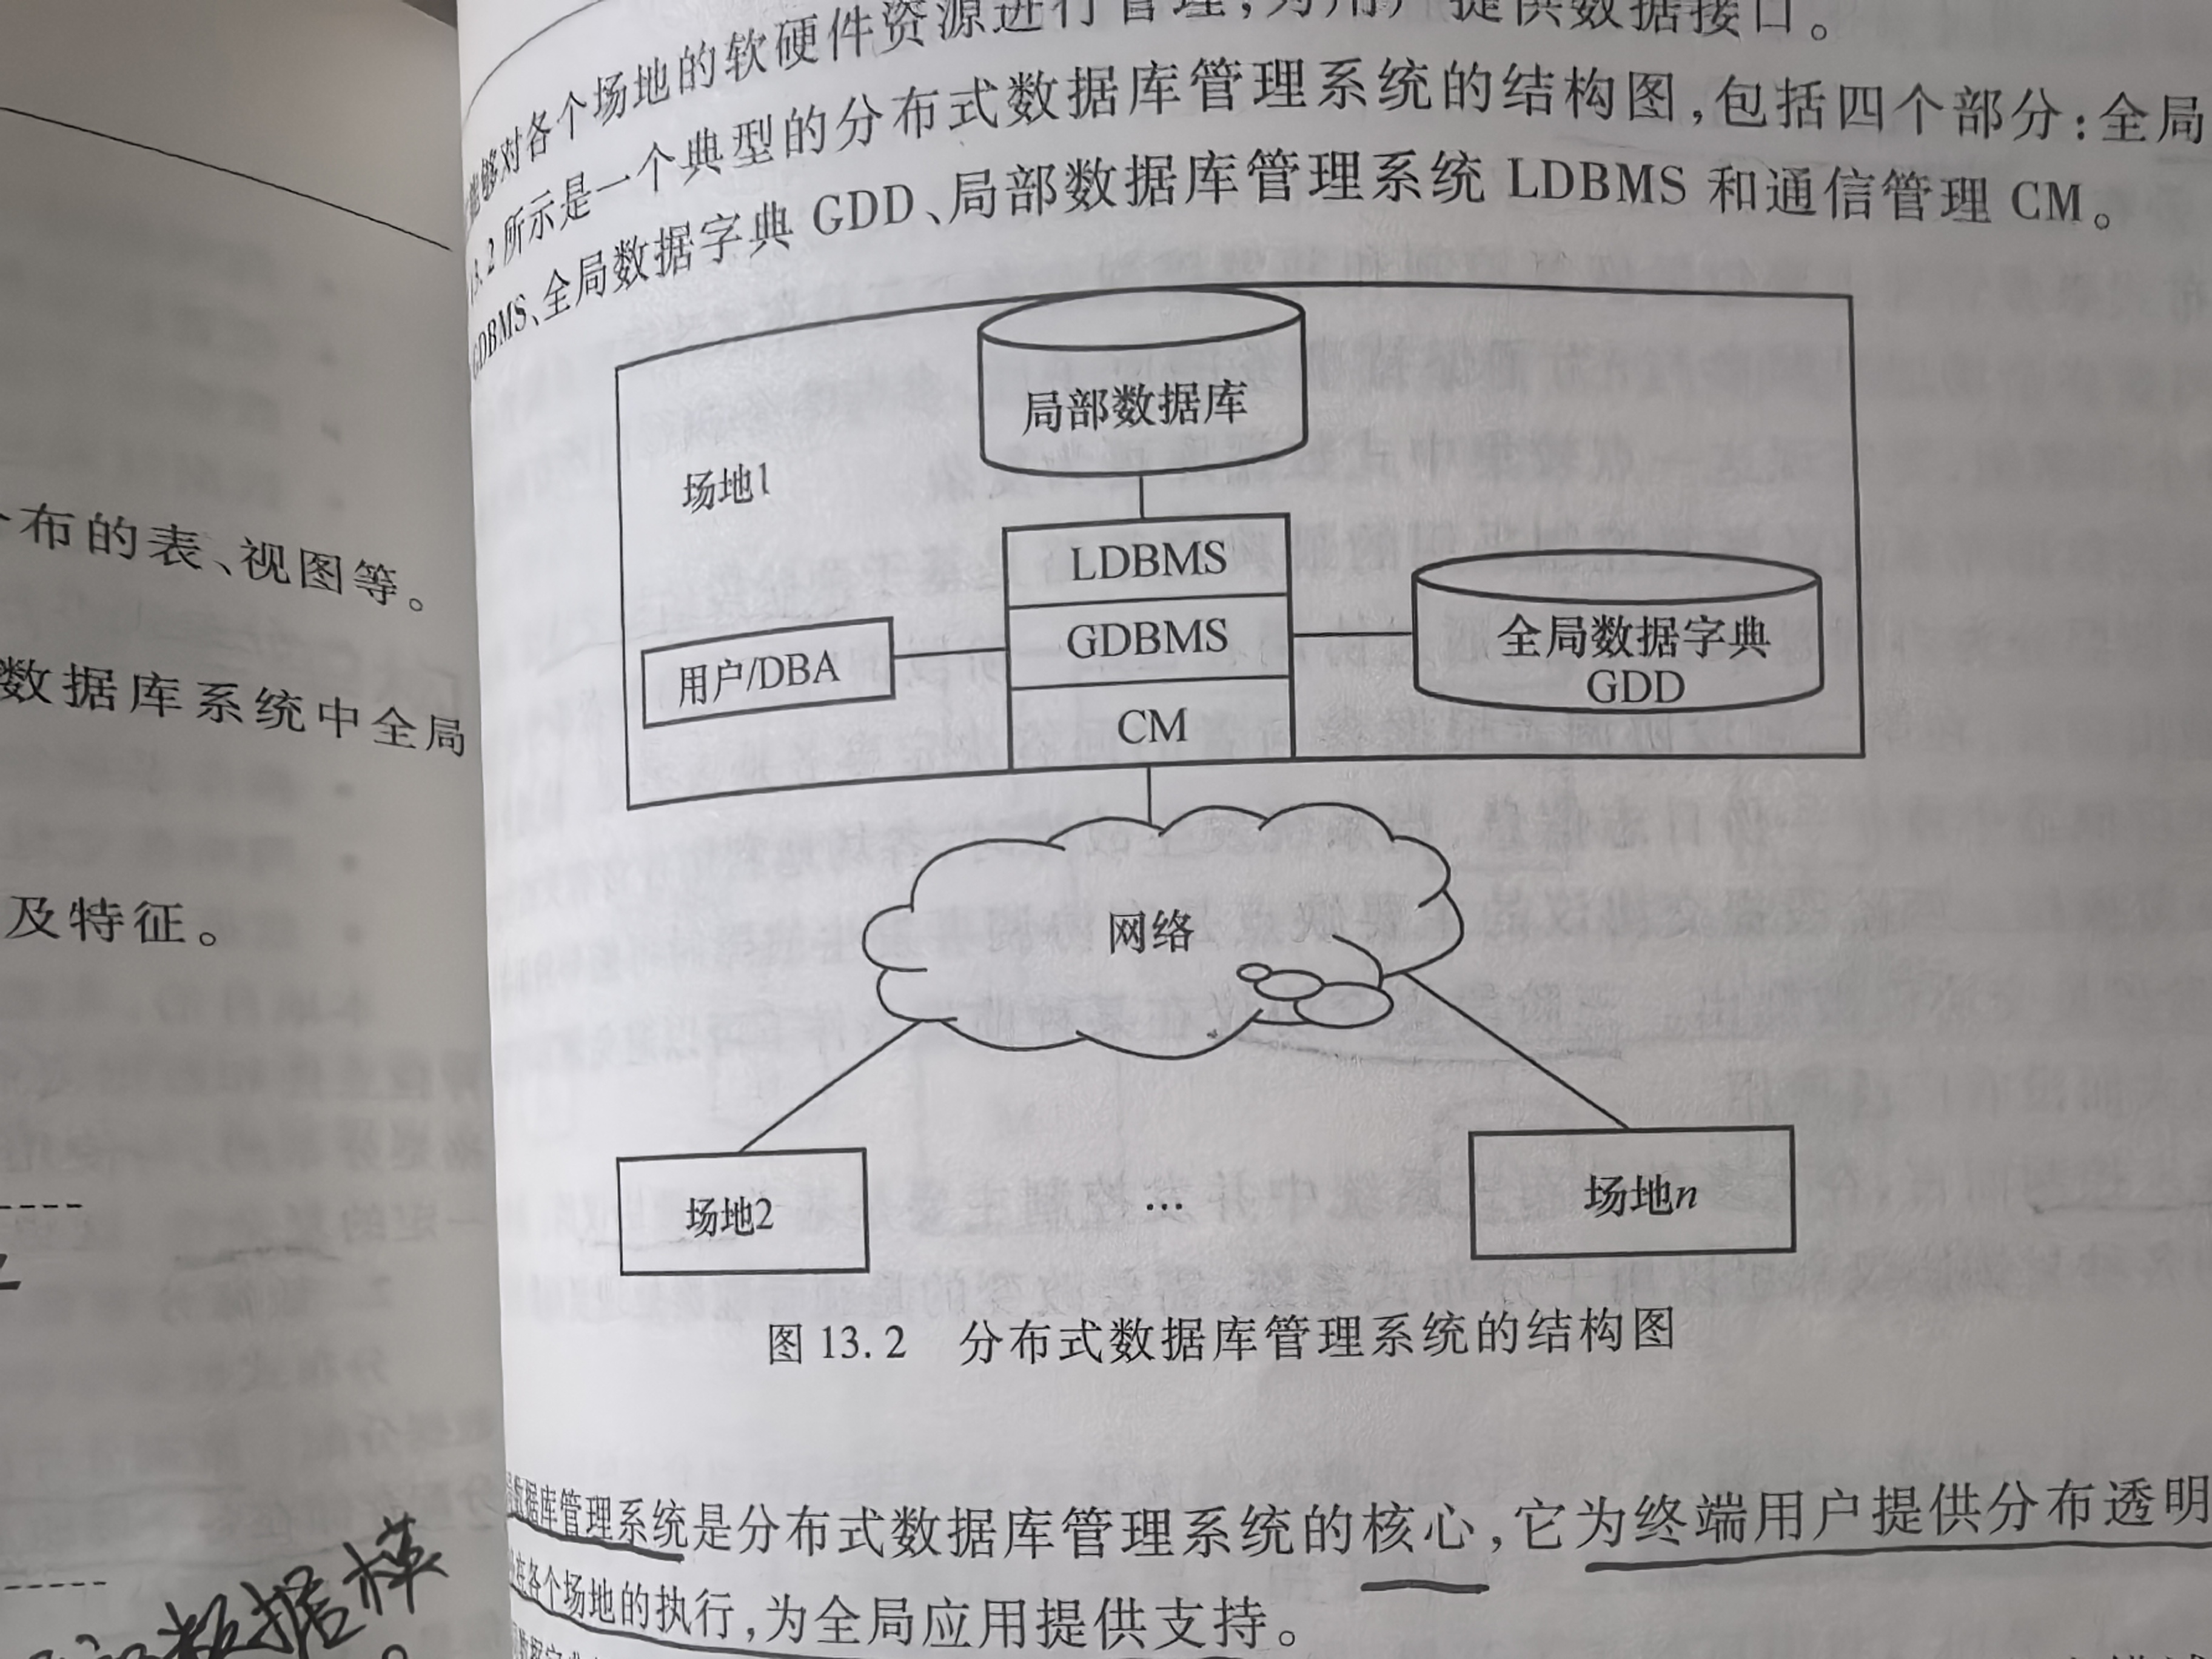 布的表、视图等。
数据库系统中全局
及特征。
数据库
能够对各个场地的软硬件资源进行管理,为用户提供数据接口。
13.2所示是一个典型的分布式数据库管理系统的结构图,包括四个部分:全局
GDBMS、全局数据字典 GDD、局部数据库管理系统 LDBMS 和通信管理 CM。
局部数据库
场地1
LDBMS
GDBMS
CM
用户/DBA
全局数据字典
GDD
网络
场地2
...
场地n
图 13.2 分布式数据库管理系统的结构图
数据库管理系统是分布式数据库管理系统的核心,它为终端用户提供分布透明
在各个场地的执行,为全局应用提供支持。